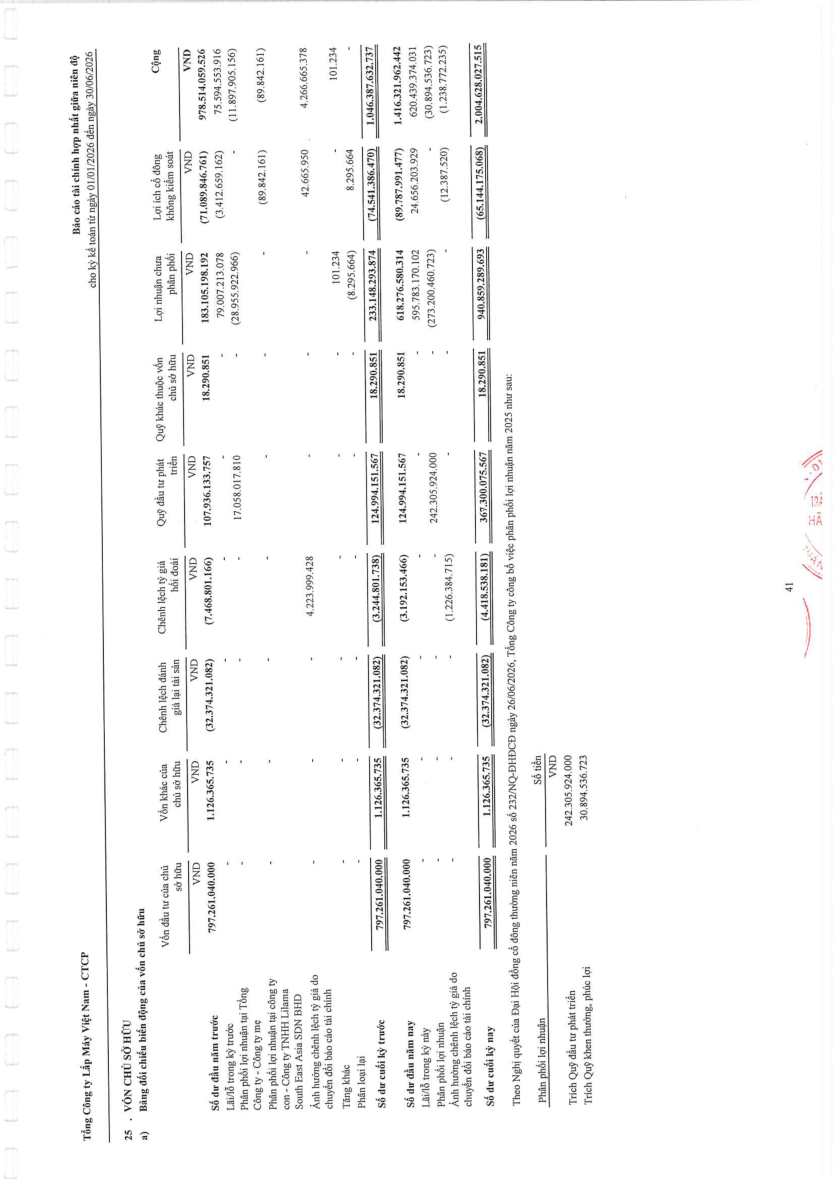 Tổng Công ty Lắp Máy Việt Nam - CTCP
Báo cáo tài chính hợp nhất giữa niên độ
cho kỳ kế toán từ ngày 01/01/2026 đến ngày 30/06/2026
25 . VỐN CHỦ SỞ HỮU
a) Bảng đối chiếu biến động của vốn chủ sở hữu
Vốn đầu tư của chủ sở hữu Vốn khác của chủ sở hữu Chênh lệch đánh giá lại tài sản Chênh lệch tỷ giá hối đoái Quỹ đầu tư phát triển Quỹ khác thuộc vốn chủ sở hữu Lợi nhuận chưa phân phối Lợi ích cổ đông không kiểm soát Cộng
VND VND VND VND VND VND VND VND VND
Số dư đầu năm trước 797.261.040.000 1.126.365.735 (32.374.321.082) (7.468.801.166) 107.936.133.757 18.290.851 183.105.198.192 (71.089.846.761) 978.514.059.526
Lãi/lỗ trong kỳ trước - - - - - - 79.007.213.078 (3.412.659.162) 75.594.553.916
Phân phối lợi nhuận tại Tổng Công ty - Công ty mẹ - - - - 17.058.017.810 - (28.955.922.966) - (11.897.905.156)
Phân phối lợi nhuận tại công ty con - Công ty TNHH Lilama South East Asia SDN BHD - - - - - - - (89.842.161) (89.842.161)
Ảnh hưởng chênh lệch tỷ giá do chuyển đổi báo cáo tài chính - - - 4.223.999.428 - - - 42.665.950 4.266.665.378
Tăng khác - - - - - - 101.234 - 101.234
Phân loại lại - - - - - - (8.295.664) 8.295.664 -
Số dư cuối kỳ trước 797.261.040.000 1.126.365.735 (32.374.321.082) (3.244.801.738) 124.994.151.567 18.290.851 233.148.293.874 (74.541.386.470) 1.046.387.632.737
Số dư đầu năm nay 797.261.040.000 1.126.365.735 (32.374.321.082) (3.192.153.466) 124.994.151.567 18.290.851 618.276.580.314 (89.787.991.477) 1.416.321.962.442
Lãi/lỗ trong kỳ này - - - - - - 595.783.170.102 24.656.203.929 620.439.374.031
Phân phối lợi nhuận - - - - 242.305.924.000 - (273.200.460.723) - (30.894.536.723)
Ảnh hưởng chênh lệch tỷ giá do chuyển đổi báo cáo tài chính - - - (1.226.384.715) - - - (12.387.520) (1.238.772.235)
Số dư cuối kỳ nay 797.261.040.000 1.126.365.735 (32.374.321.082) (4.418.538.181) 367.300.075.567 18.290.851 940.859.289.693 (65.144.175.068) 2.004.628.027.515
Theo Nghị quyết của Đại Hội đồng cổ đông thường niên năm 2026 số 232/NQ-ĐHĐCĐ ngày 26/06/2026, Tổng Công ty công bố việc phân phối lợi nhuận năm 2025 như sau:
Phân phối lợi nhuận Số tiền
VND
Trích Quỹ đầu tư phát triển 242.305.924.000
Trích Quỹ khen thưởng, phúc lợi 30.894.536.723
41